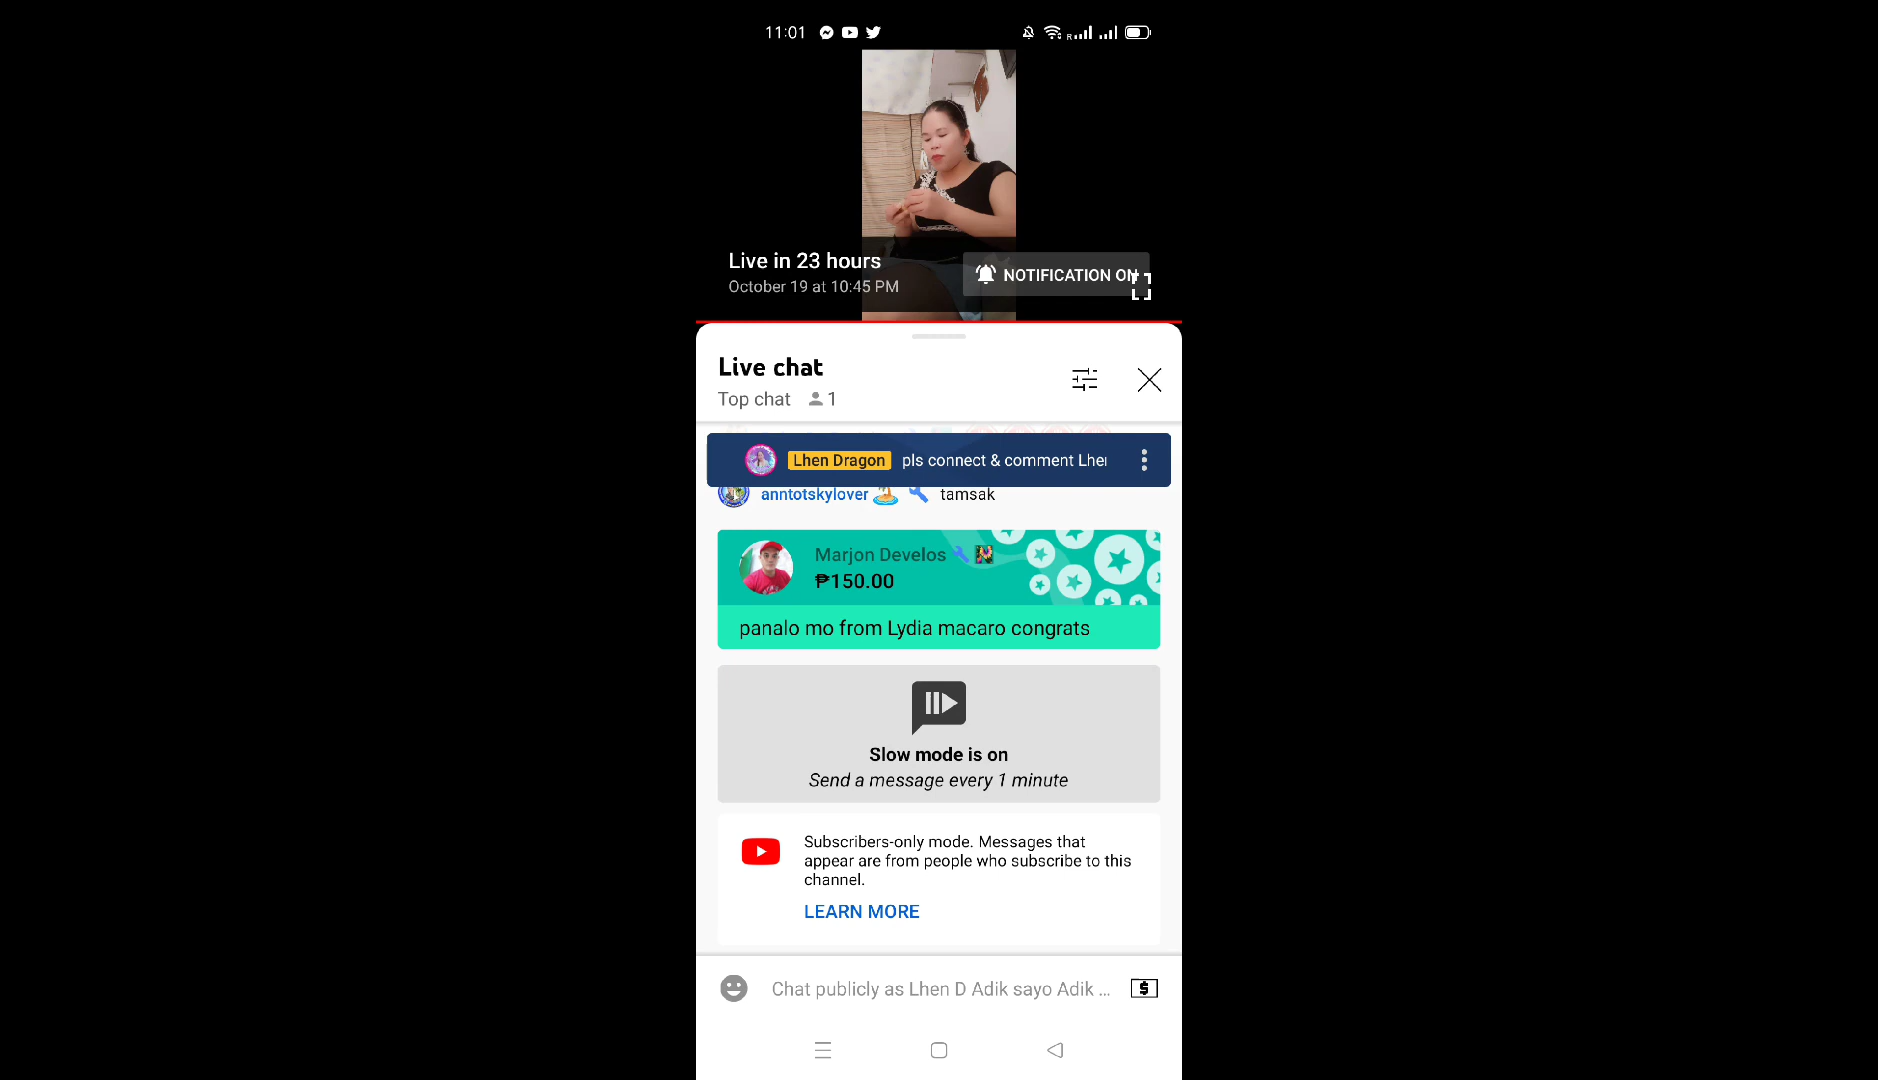 11:01
Live in 23 hours
October 19 at 10:45 PM
NOTIFICATION ON
Live chat
Top chat 1
Lhen Dragon pls connect & comment Lher
anntotskylover tamsak
Marjon Develos
₱150.00
panalo mo from Lydia macaro congrats
Slow mode is on
Send a message every 1 minute
Subscribers-only mode. Messages that
appear are from people who subscribe to this
channel.
LEARN MORE
Chat publicly as Lhen D Adik sayo Adik ...